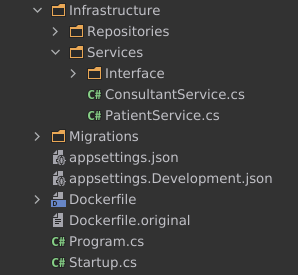 Infrastructure
Repositories
Services
Interface
C# ConsultantService.cs
C# PatientService.cs
Migrations
appsettings.json
appsettings.Development.json
Dockerfile
Dockerfile.original
C# Program.cs
C# Startup.cs